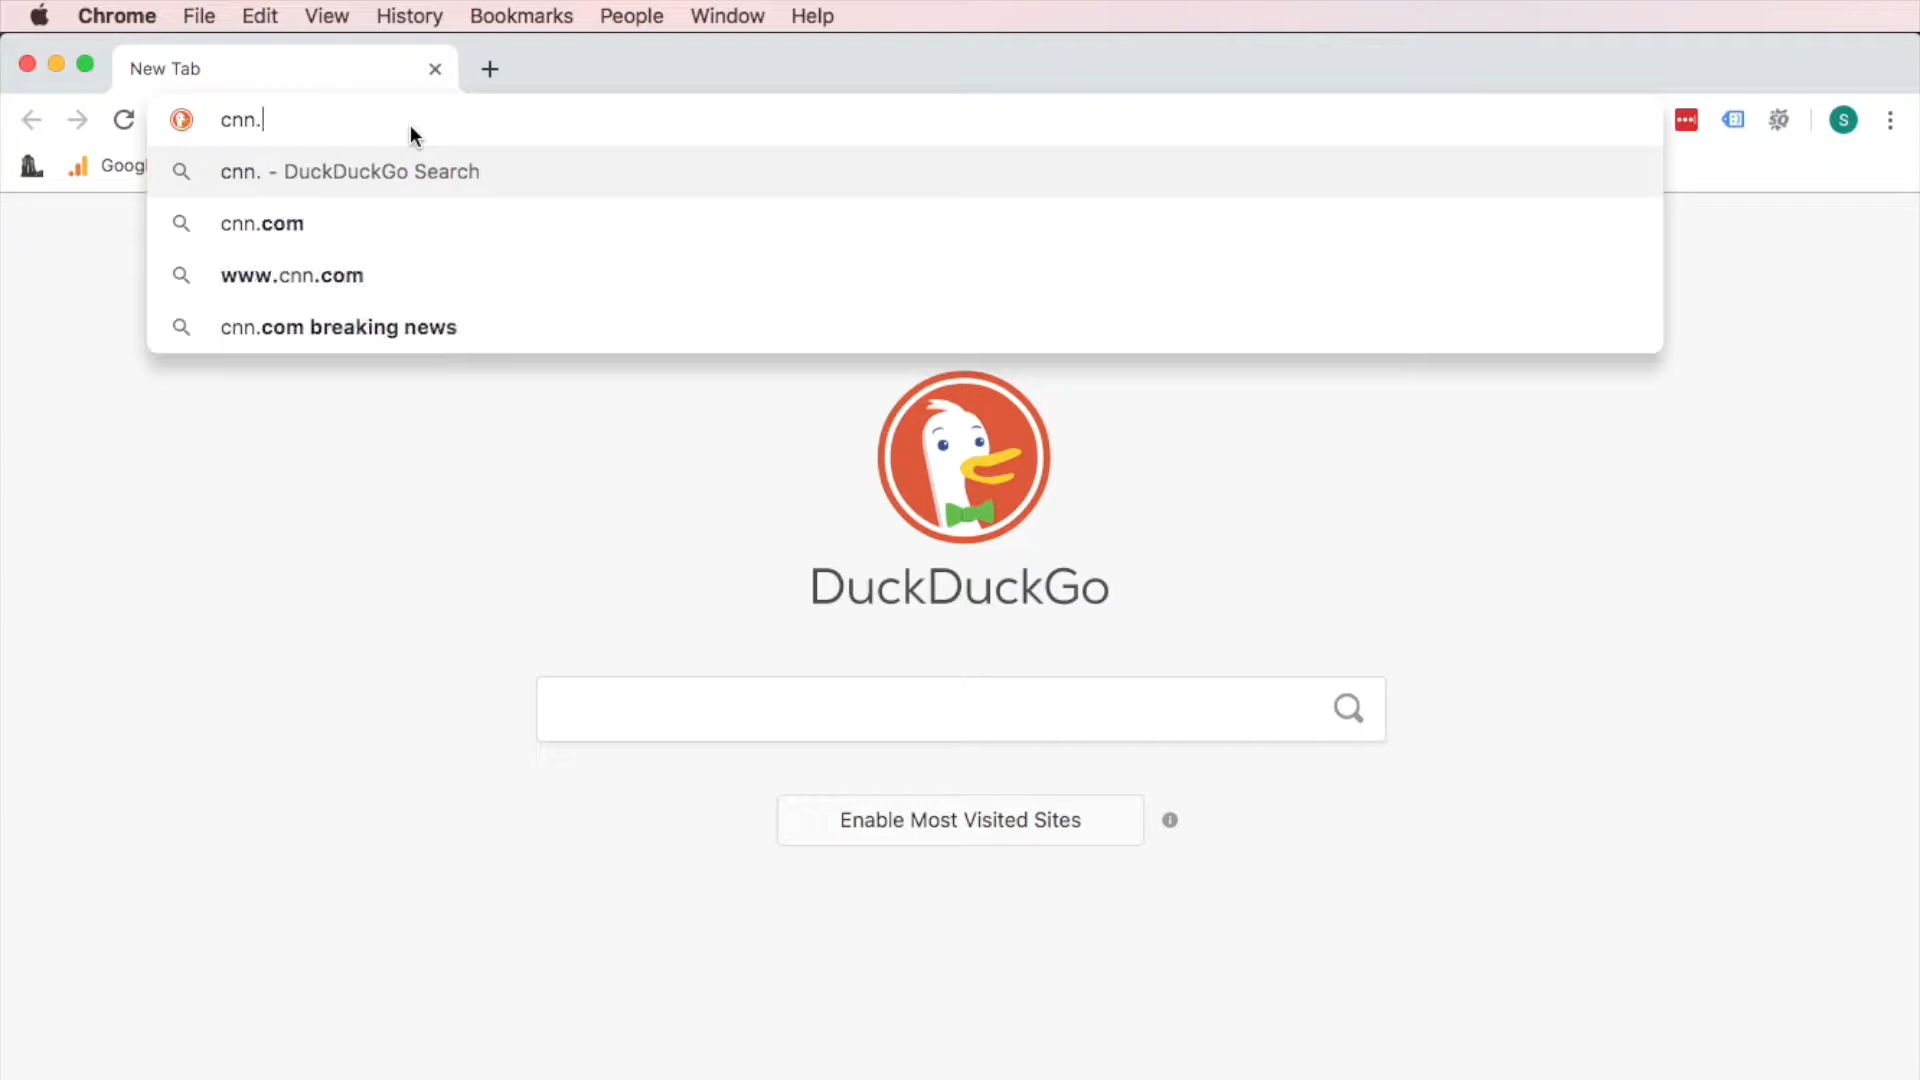 Chrome File Edit View History Bookmarks People Window Help
New Tab
cnn.
S
Goog
cnn. - DuckDuckGo Search
cnn.com
www.cnn.com
cnn.com breaking news
DuckDuckGo
Enable Most Visited Sites